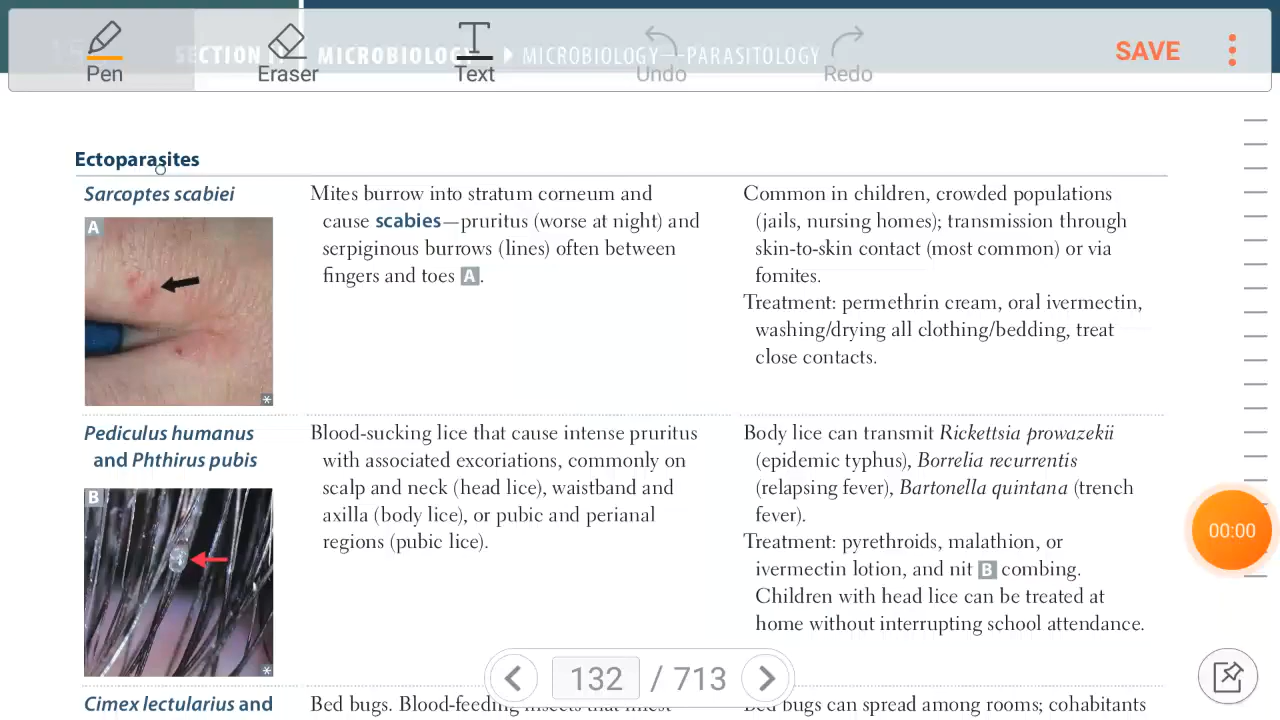 SECTION II MICROBIOLOGY ▶ MICROBIOLOGY—PARASITOLOGY
Pen
Eraser
Text
Undo
Redo
SAVE
Ectoparasites
Sarcoptes scabiei
A
Mites burrow into stratum corneum and
cause scabies—pruritus (worse at night) and
serpiginous burrows (lines) often between
fingers and toes A.
Common in children, crowded populations
(jails, nursing homes); transmission through
skin-to-skin contact (most common) or via
fomites.
Treatment: permethrin cream, oral ivermectin,
washing/drying all clothing/bedding, treat
close contacts.
Pediculus humanus
and Phthirus pubis
B
Blood-sucking lice that cause intense pruritus
with associated excoriations, commonly on
scalp and neck (head lice), waistband and
axilla (body lice), or pubic and perianal
regions (pubic lice).
Body lice can transmit Rickettsia prowazekii
(epidemic typhus), Borrelia recurrentis
(relapsing fever), Bartonella quintana (trench
fever).
Treatment: pyrethroids, malathion, or
ivermectin lotion, and nit B combing.
Children with head lice can be treated at
home without interrupting school attendance.
00:00
132 / 713
Cimex lectularius and
Bed bugs. Blood-feeding insects that infest
Bed bugs can spread among rooms; cohabitants